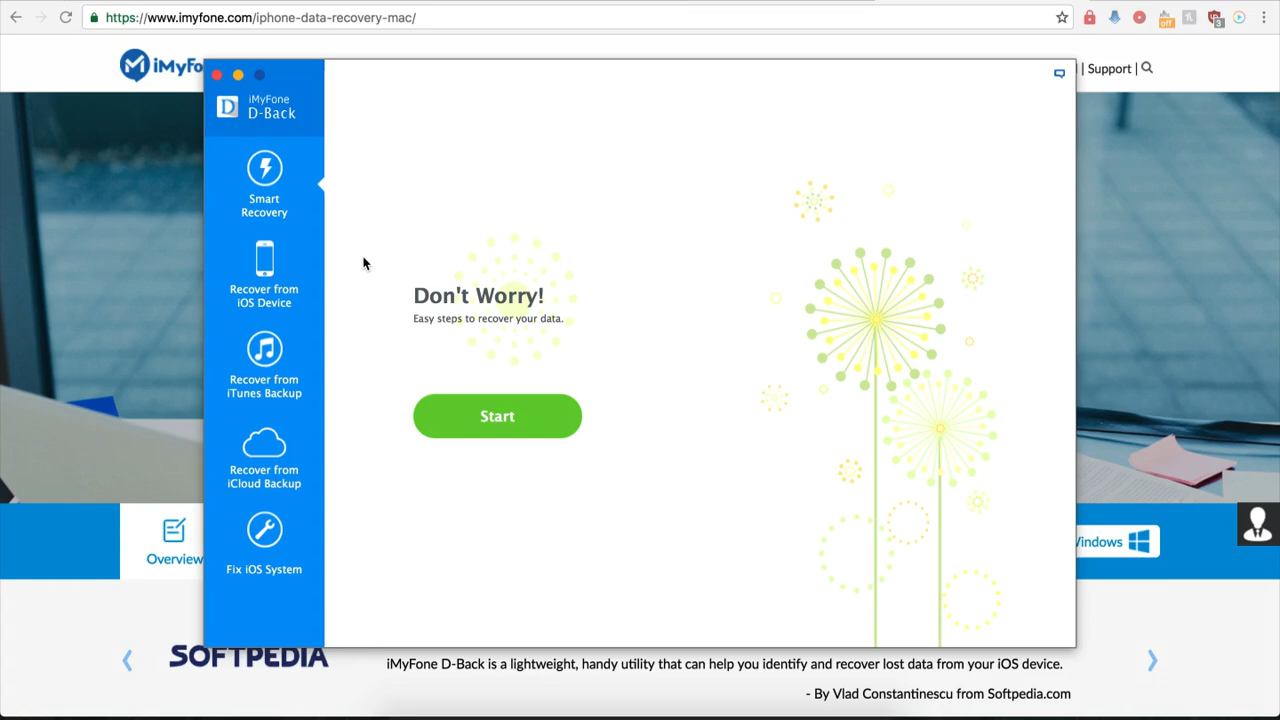 https://www.imyfone.com/iphone-data-recovery-mac/
off
3
iMyFo
| Support |
iMyFone
D-Back
Smart
Recovery
Recover from
iOS Device
Recover from
iTunes Backup
Recover from
iCloud Backup
Fix iOS System
Don't Worry!
Easy steps to recover your data.
Start
Overview
Windows
SOFTPEDIA
iMyFone D-Back is a lightweight, handy utility that can help you identify and recover lost data from your iOS device.
- By Vlad Constantinescu from Softpedia.com